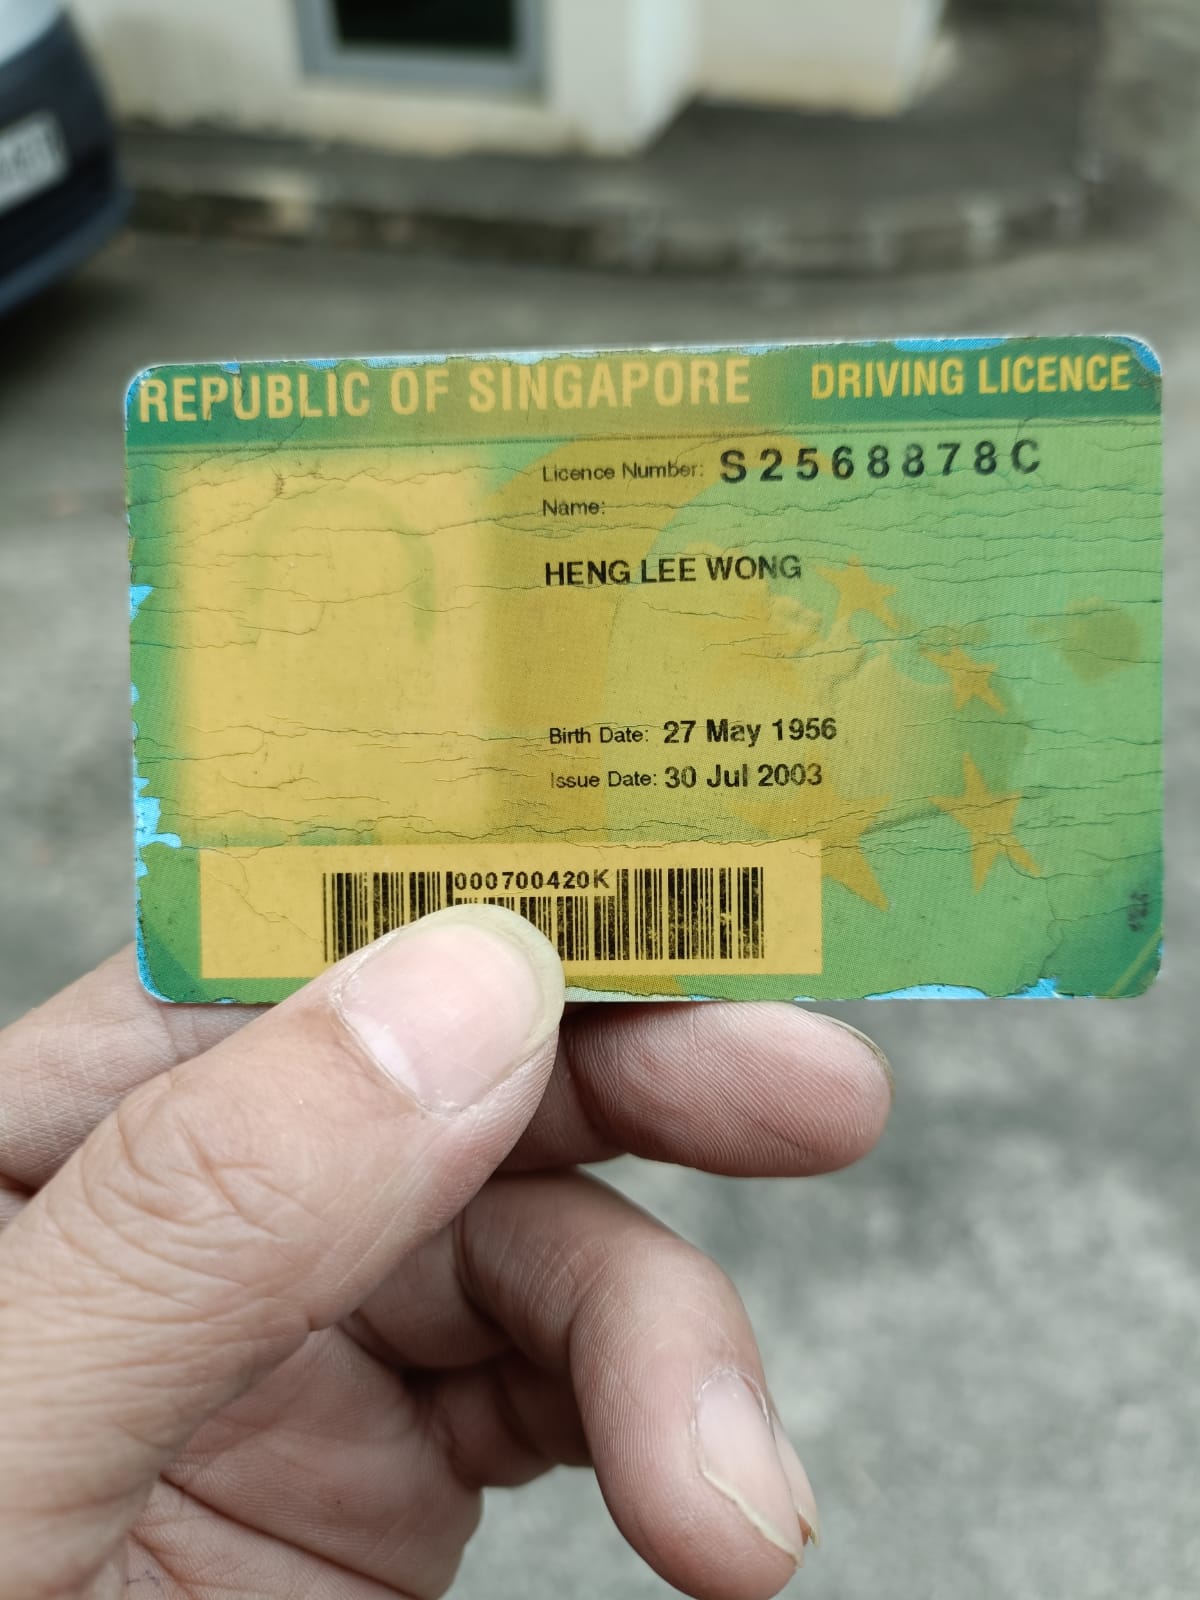 REPUBLIC OF SINGAPORE DRIVING LICENCE
Licence Number: S2568878C
Name:
HENG LEE WONG
Birth Date: 27 May 1956
Issue Date: 30 Jul 2003
000700420K